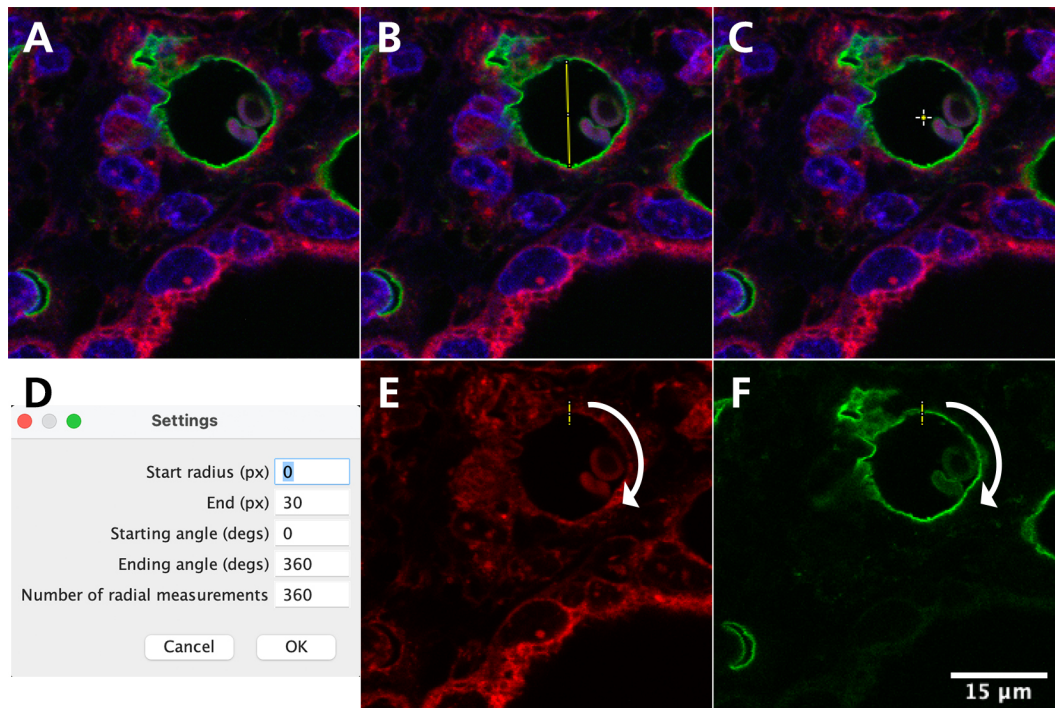 A
B
C
D
Settings
Start radius (px) 0
End (px) 30
Starting angle (degs) 0
Ending angle (degs) 360
Number of radial measurements 360
Cancel OK
E
F
15 μm